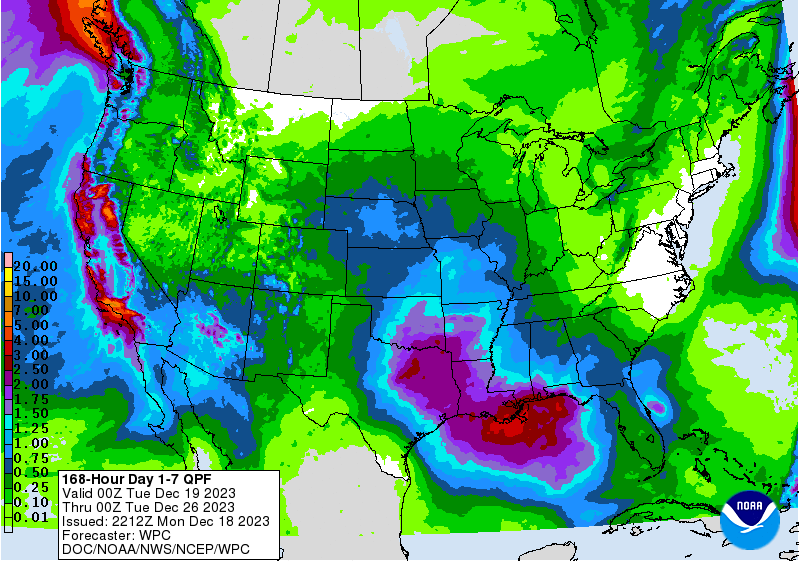 20.00
15.00
10.00
7.00
5.00
4.00
3.00
2.50
2.00
1.75
1.50
1.25
1.00
0.75
0.50
0.25
0.10
0.01
168-Hour Day 1-7 QPF
Valid 00Z Tue Dec 19 2023
Thru 00Z Tue Dec 26 2023
Issued: 2212Z Mon Dec 18 2023
Forecaster: WPC
DOC/NOAA/NWS/NCEP/WPC
NOAA